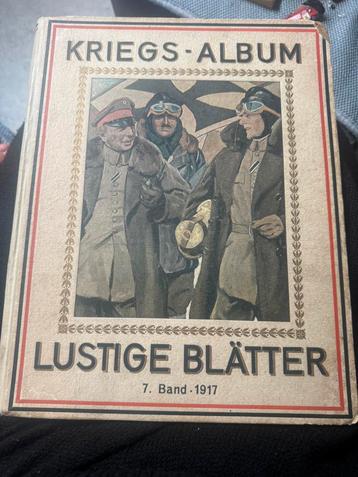 KRIEGS-ALBUM
LUSTIGE BLÄTTER
7. Band·1917